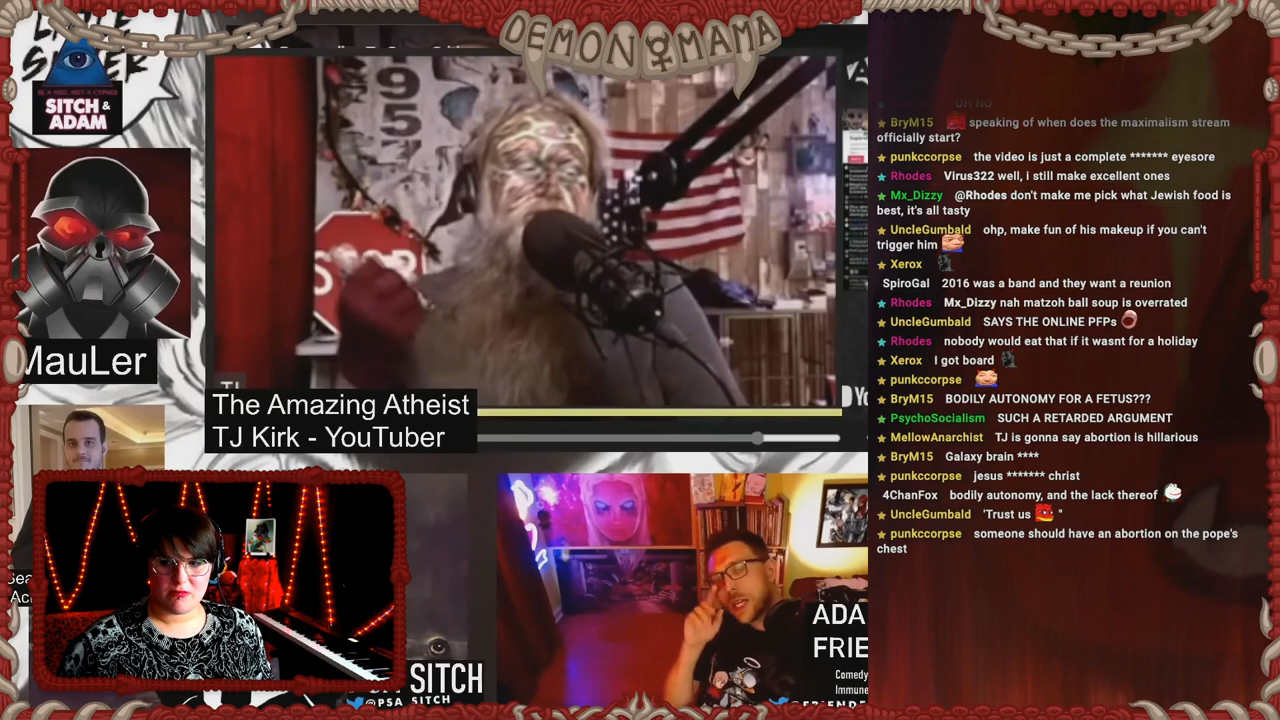 DEMON MAMA
SITCH &
ADAM
MauLer
1957
The Amazing Atheist
TJ Kirk - YouTuber
SITCH
@PSA_SITCH
ADA
FRIE
Comedy
Immune
OH NO
BryM15 speaking of when does the maximalism stream
officially start?
punkccorpse the video is just a complete ******* eyesore
Rhodes Virus322 well, i still make excellent ones
Mx_Dizzy @Rhodes don't make me pick what Jewish food is
best, it's all tasty
UncleGumbald ohp, make fun of his makeup if you can't
trigger him
Xerox
SpiroGal 2016 was a band and they want a reunion
Rhodes Mx_Dizzy nah matzoh ball soup is overrated
UncleGumbald SAYS THE ONLINE PFPs
Rhodes nobody would eat that if it wasnt for a holiday
Xerox I got board
punkccorpse
BryM15 BODILY AUTONOMY FOR A FETUS???
PsychoSocialism SUCH A RETARDED ARGUMENT
MellowAnarchist TJ is gonna say abortion is hillarious
BryM15 Galaxy brain ****
punkccorpse jesus ******* christ
4ChanFox bodily autonomy, and the lack thereof
UncleGumbald 'Trust us "
punkccorpse someone should have an abortion on the pope's
chest